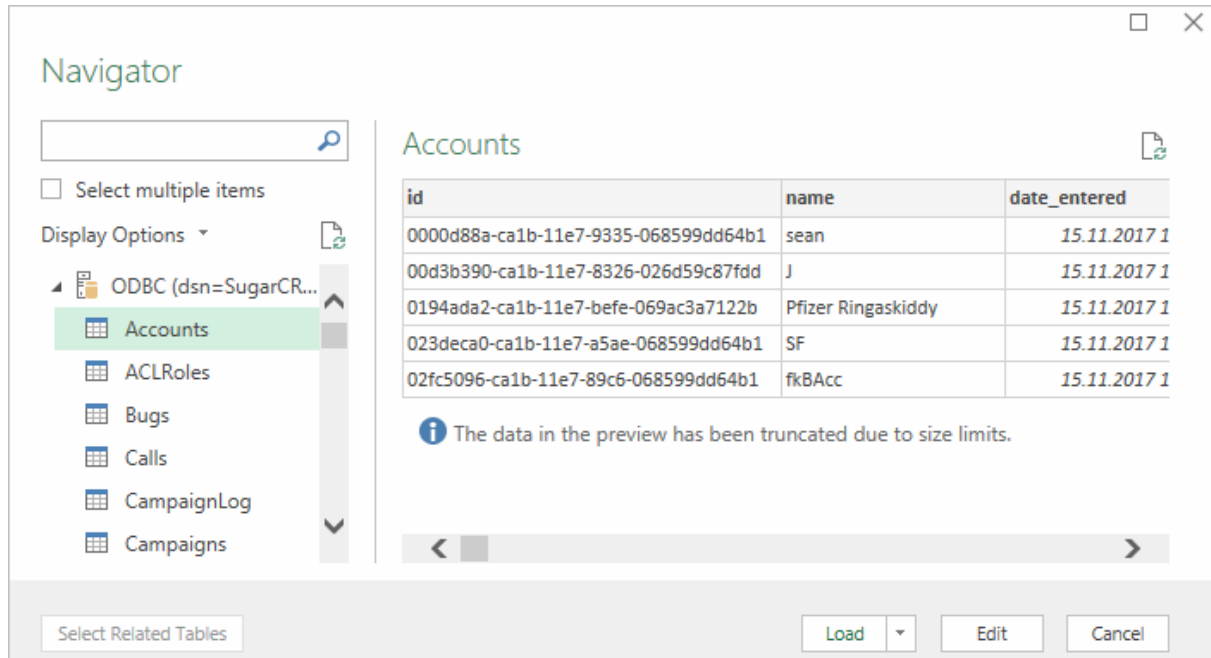 Navigator
Select multiple items
Display Options
ODBC (dsn=SugarCR...
Accounts
ACLRoles
Bugs
Calls
CampaignLog
Campaigns
Accounts
id name date_entered
0000d88a-ca1b-11e7-9335-068599dd64b1 sean 15.11.2017 1
00d3b390-ca1b-11e7-8326-026d59c87fdd J 15.11.2017 1
0194ada2-ca1b-11e7-befe-069ac3a7122b Pfizer Ringaskiddy 15.11.2017 1
023deca0-ca1b-11e7-a5ae-068599dd64b1 SF 15.11.2017 1
02fc5096-ca1b-11e7-89c6-068599dd64b1 fkBAcc 15.11.2017 1
The data in the preview has been truncated due to size limits.
Select Related Tables
Load Edit Cancel